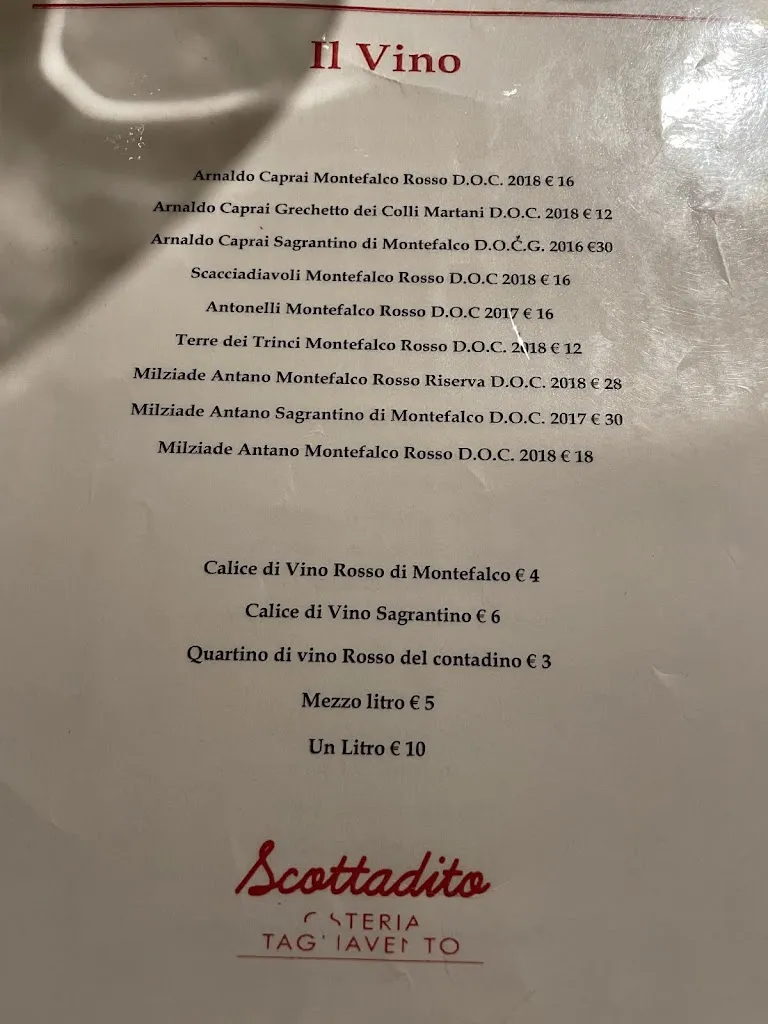 Il Vino
Arnaldo Caprai Montefalco Rosso D.O.C. 2018 € 16
Arnaldo Caprai Grechetto dei Colli Martani D.O.C. 2018 € 12
Arnaldo Caprai Sagrantino di Montefalco D.O.C.G. 2016 €30
Scacciadiavoli Montefalco Rosso D.O.C 2018 € 16
Antonelli Montefalco Rosso D.O.C 2017 € 16
Terre dei Trinci Montefalco Rosso D.O.C. 2018 € 12
Milziade Antano Montefalco Rosso Riserva D.O.C. 2018 € 28
Milziade Antano Sagrantino di Montefalco D.O.C. 2017 € 30
Milziade Antano Montefalco Rosso D.O.C. 2018 € 18
Calice di Vino Rosso di Montefalco € 4
Calice di Vino Sagrantino € 6
Quartino di vino Rosso del contadino € 3
Mezzo litro € 5
Un Litro € 10
Scottadito
OSTERIA
TAGLIAVENTO